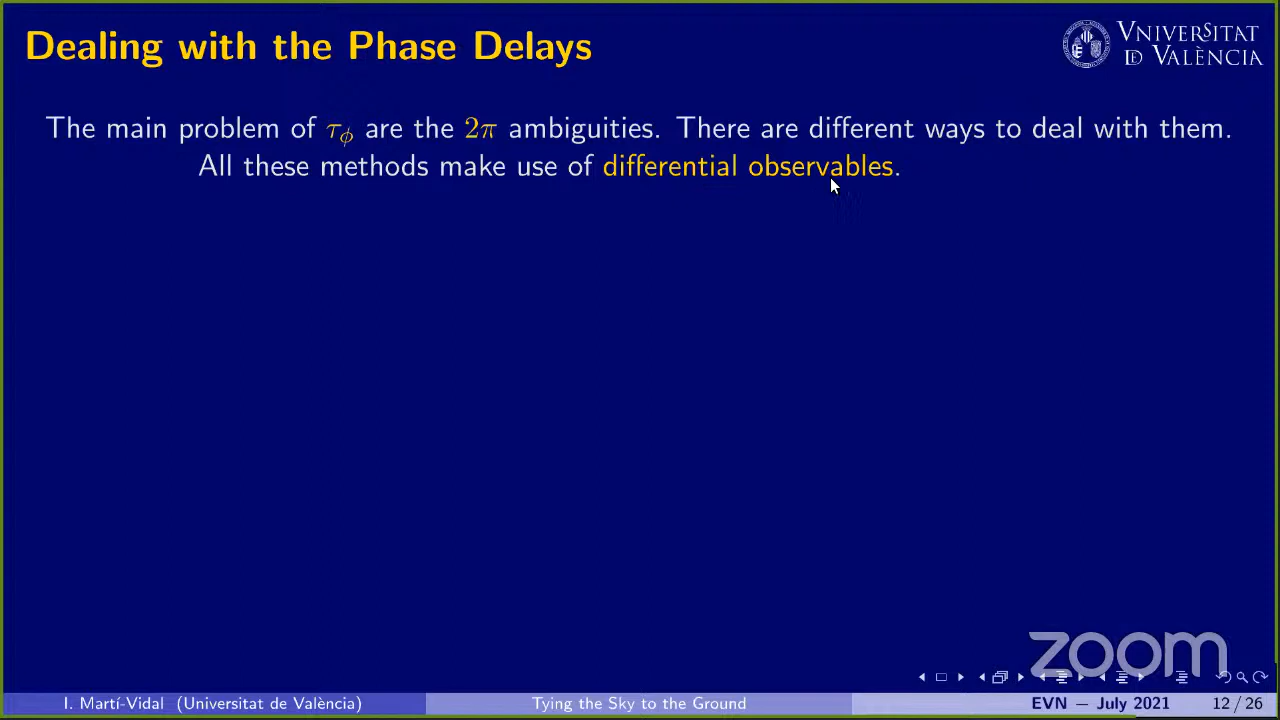 Dealing with the Phase Delays
VNIVERSITAT
DE VALÈNCIA
The main problem of τϕ are the 2π ambiguities. There are different ways to deal with them.
All these methods make use of differential observables.
zoom
I. Martí-Vidal (Universitat de València)
Tying the Sky to the Ground
EVN — July 2021
12 / 26